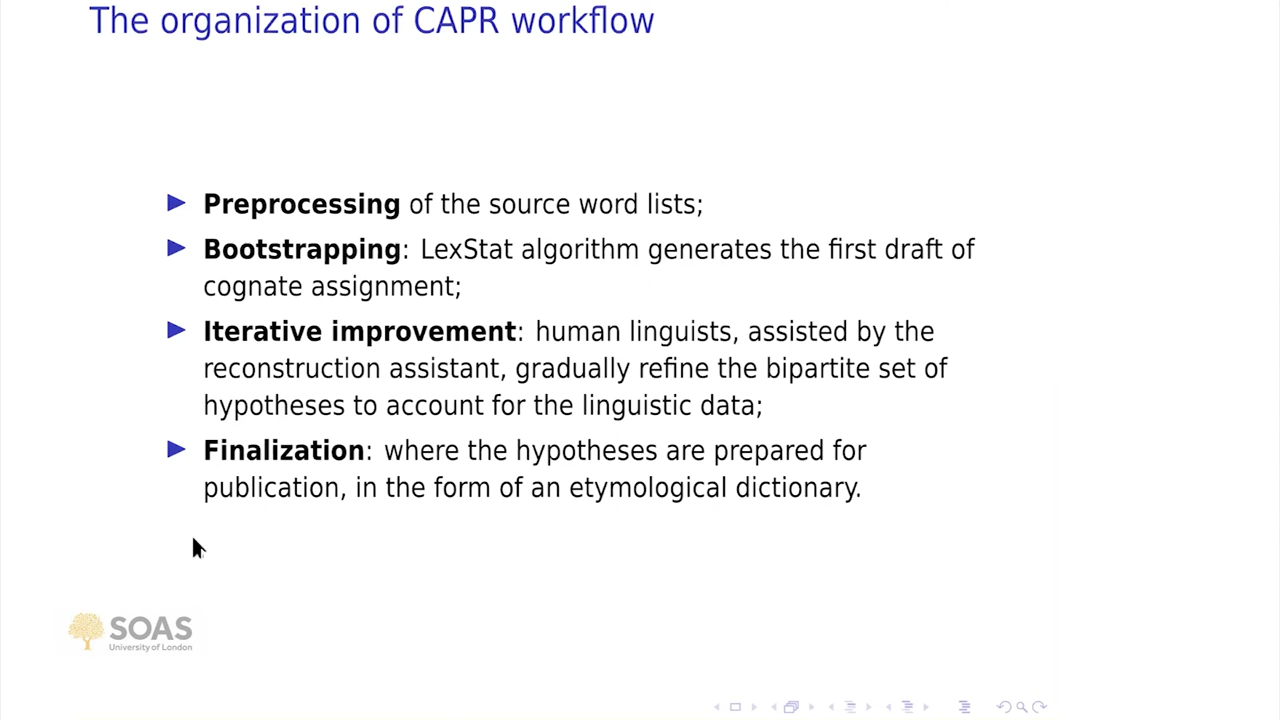 The organization of CAPR workflow
Preprocessing of the source word lists;
Bootstrapping: LexStat algorithm generates the first draft of
cognate assignment;
Iterative improvement: human linguists, assisted by the
reconstruction assistant, gradually refine the bipartite set of
hypotheses to account for the linguistic data;
Finalization: where the hypotheses are prepared for
publication, in the form of an etymological dictionary.
SOAS
University of London